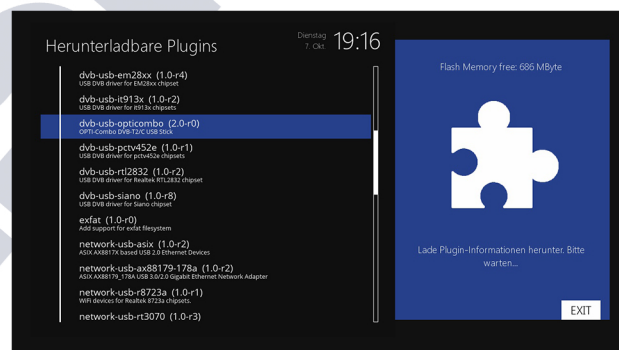 Herunterladbare Plugins
Dienstag
7. Okt.
19:16
dvb-usb-em28xx (1.0-r4)
USB DVB driver for EM28xx chipset
dvb-usb-it913x (1.0-r2)
USB DVB driver for it913x chipsets
dvb-usb-opticombo (2.0-r0)
OPTI-Combo DVB-T2/C USB Stick
dvb-usb-pctv452e (1.0-r1)
USB DVB driver for pctv452e chipsets
dvb-usb-rtl2832 (1.0-r2)
USB DVB driver for Realtek RTL2832 chipset
dvb-usb-siano (1.0-r8)
USB DVB driver for Siano chipset
exfat (1.0-r0)
Add support for exfat filesystem
network-usb-asix (1.0-r2)
ASIX AX8817X based USB 2.0 Ethernet Devices
network-usb-ax88179-178a (1.0-r2)
ASIX AX88179_178A USB 3.0/2.0 Gigabit Ethernet Network Adapter
network-usb-r8723a (1.0-r1)
WiFi devices for Realtek 8723a chipsets.
network-usb-rt3070 (1.0-r3)
Flash Memory free: 686 MByte
Lade Plugin-Informationen herunter. Bitte
warten...
EXIT